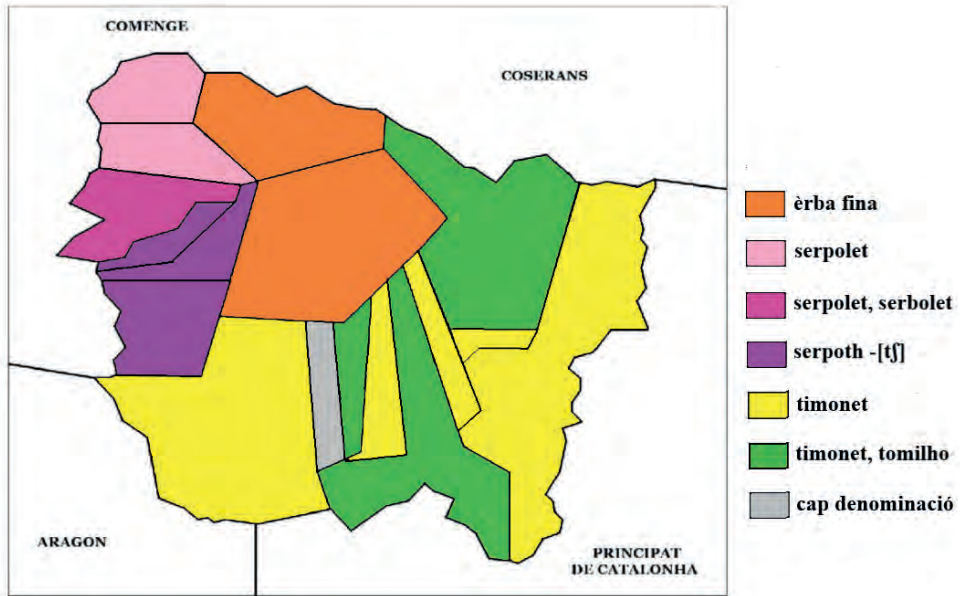 COMENGE
COSERANS
èrba fina
serpolet
serpolet, serbolet
serpoth -[tʃ]
timonet
timonet, tomilho
cap denominació
ARAGON
PRINCIPAT
DE CATALONHA